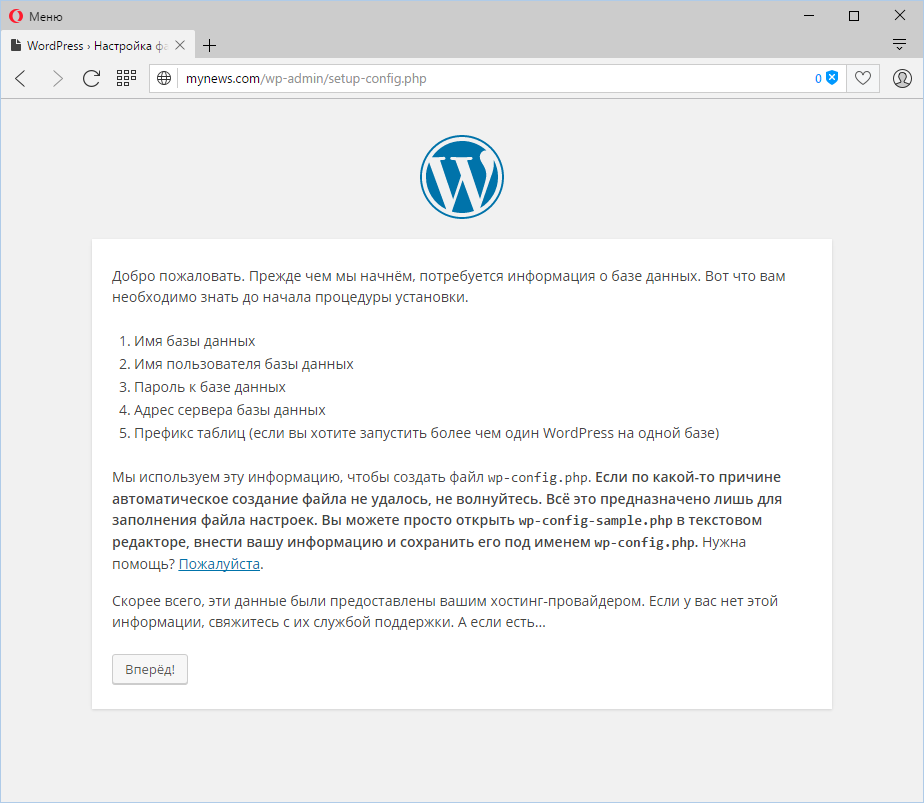 Меню
WordPress › Настройка фа
mynews.com/wp-admin/setup-config.php
0
Добро пожаловать. Прежде чем мы начнём, потребуется информация о базе данных. Вот что вам
необходимо знать до начала процедуры установки.
1. Имя базы данных
2. Имя пользователя базы данных
3. Пароль к базе данных
4. Адрес сервера базы данных
5. Префикс таблиц (если вы хотите запустить более чем один WordPress на одной базе)
Мы используем эту информацию, чтобы создать файл wp-config.php. Если по какой-то причине
автоматическое создание файла не удалось, не волнуйтесь. Всё это предназначено лишь для
заполнения файла настроек. Вы можете просто открыть wp-config-sample.php в текстовом
редакторе, внести вашу информацию и сохранить его под именем wp-config.php. Нужна
помощь? Пожалуйста.
Скорее всего, эти данные были предоставлены вашим хостинг-провайдером. Если у вас нет этой
информации, свяжитесь с их службой поддержки. А если есть…
Вперёд!